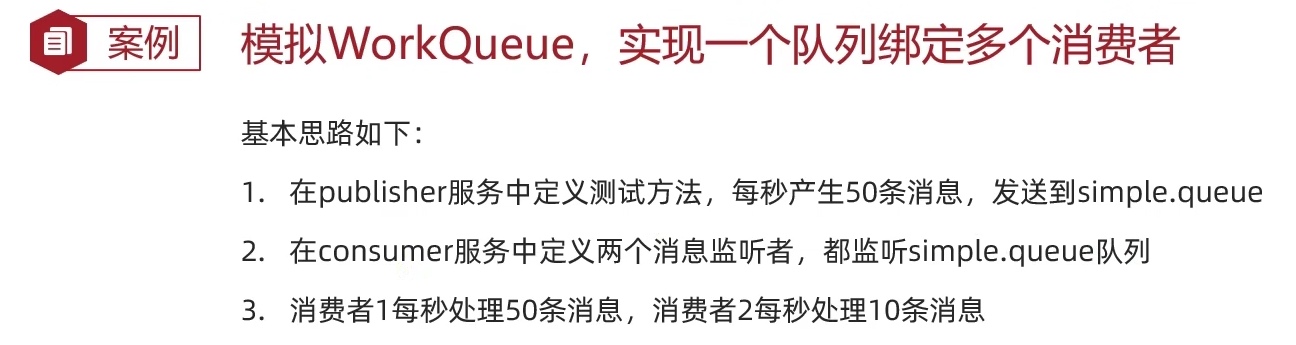 案例
模拟WorkQueue，实现一个队列绑定多个消费者
基本思路如下：
1. 在publisher服务中定义测试方法，每秒产生50条消息，发送到simple.queue
2. 在consumer服务中定义两个消息监听者，都监听simple.queue队列
3. 消费者1每秒处理50条消息，消费者2每秒处理10条消息